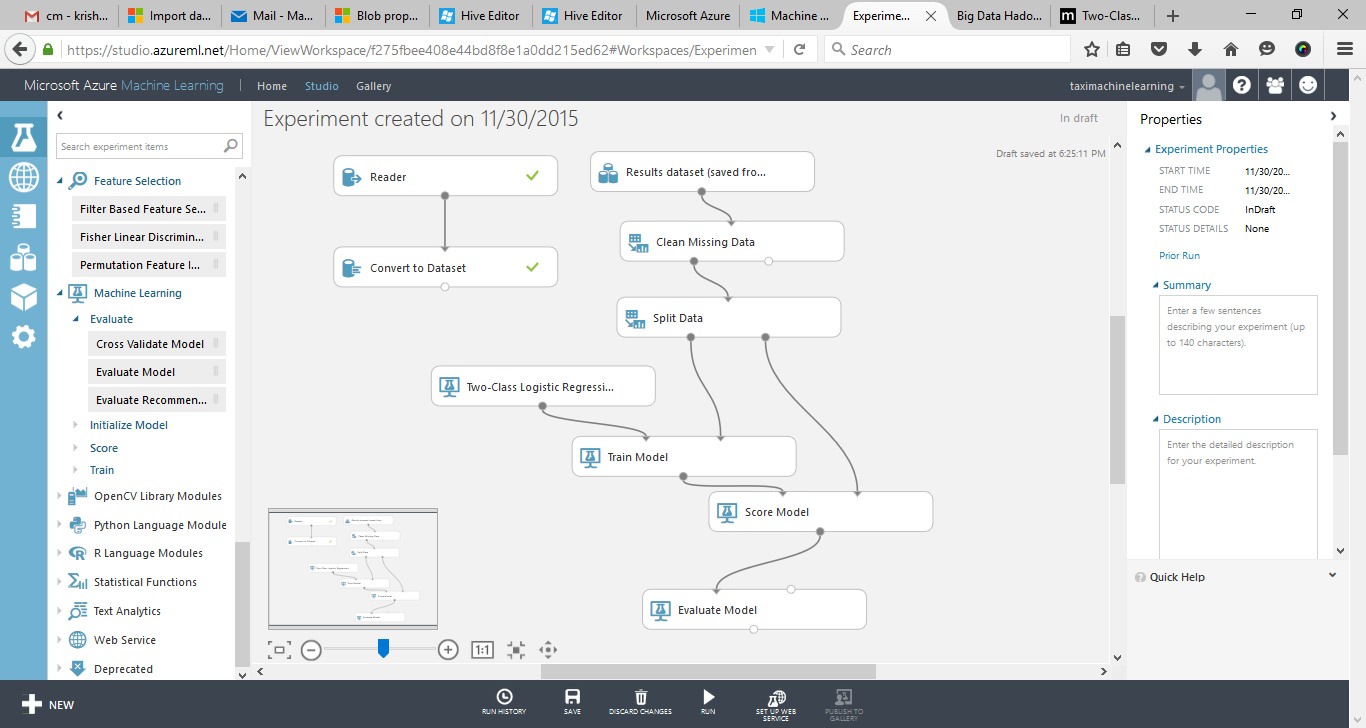 cm - krish...
Import da...
Mail - Ma...
Blob prop...
Hive Editor
Hive Editor
Microsoft Azure
Machine ...
Experime...
Big Data Hado...
Two-Clas...
https://studio.azureml.net/Home/ViewWorkspace/f275fbee408e44bd8f8e1a0dd215ed62#Workspaces/Experimen
Search
Microsoft Azure Machine Learning
Home
Studio
Gallery
taximachinelearning
Search experiment items
Feature Selection
Filter Based Feature Se...
Fisher Linear Discrimin...
Permutation Feature I...
Machine Learning
Evaluate
Cross Validate Model
Evaluate Model
Evaluate Recommen...
Initialize Model
Score
Train
OpenCV Library Modules
Python Language Module
R Language Modules
Statistical Functions
Text Analytics
Web Service
Deprecated
Experiment created on 11/30/2015
In draft
Draft saved at 6:25:11 PM
Reader
Results dataset (saved fro...
Clean Missing Data
Convert to Dataset
Split Data
Two-Class Logistic Regressi...
Train Model
Score Model
Evaluate Model
1:1
Properties
Experiment Properties
START TIME 11/30/20...
END TIME 11/30/20...
STATUS CODE InDraft
STATUS DETAILS None
Prior Run
Summary
Enter a few sentences
describing your experiment (up
to 140 characters).
Description
Enter the detailed description
for your experiment.
Quick Help
NEW
RUN HISTORY
SAVE
DISCARD CHANGES
RUN
SET UP WEB
SERVICE
PUBLISH TO
GALLERY